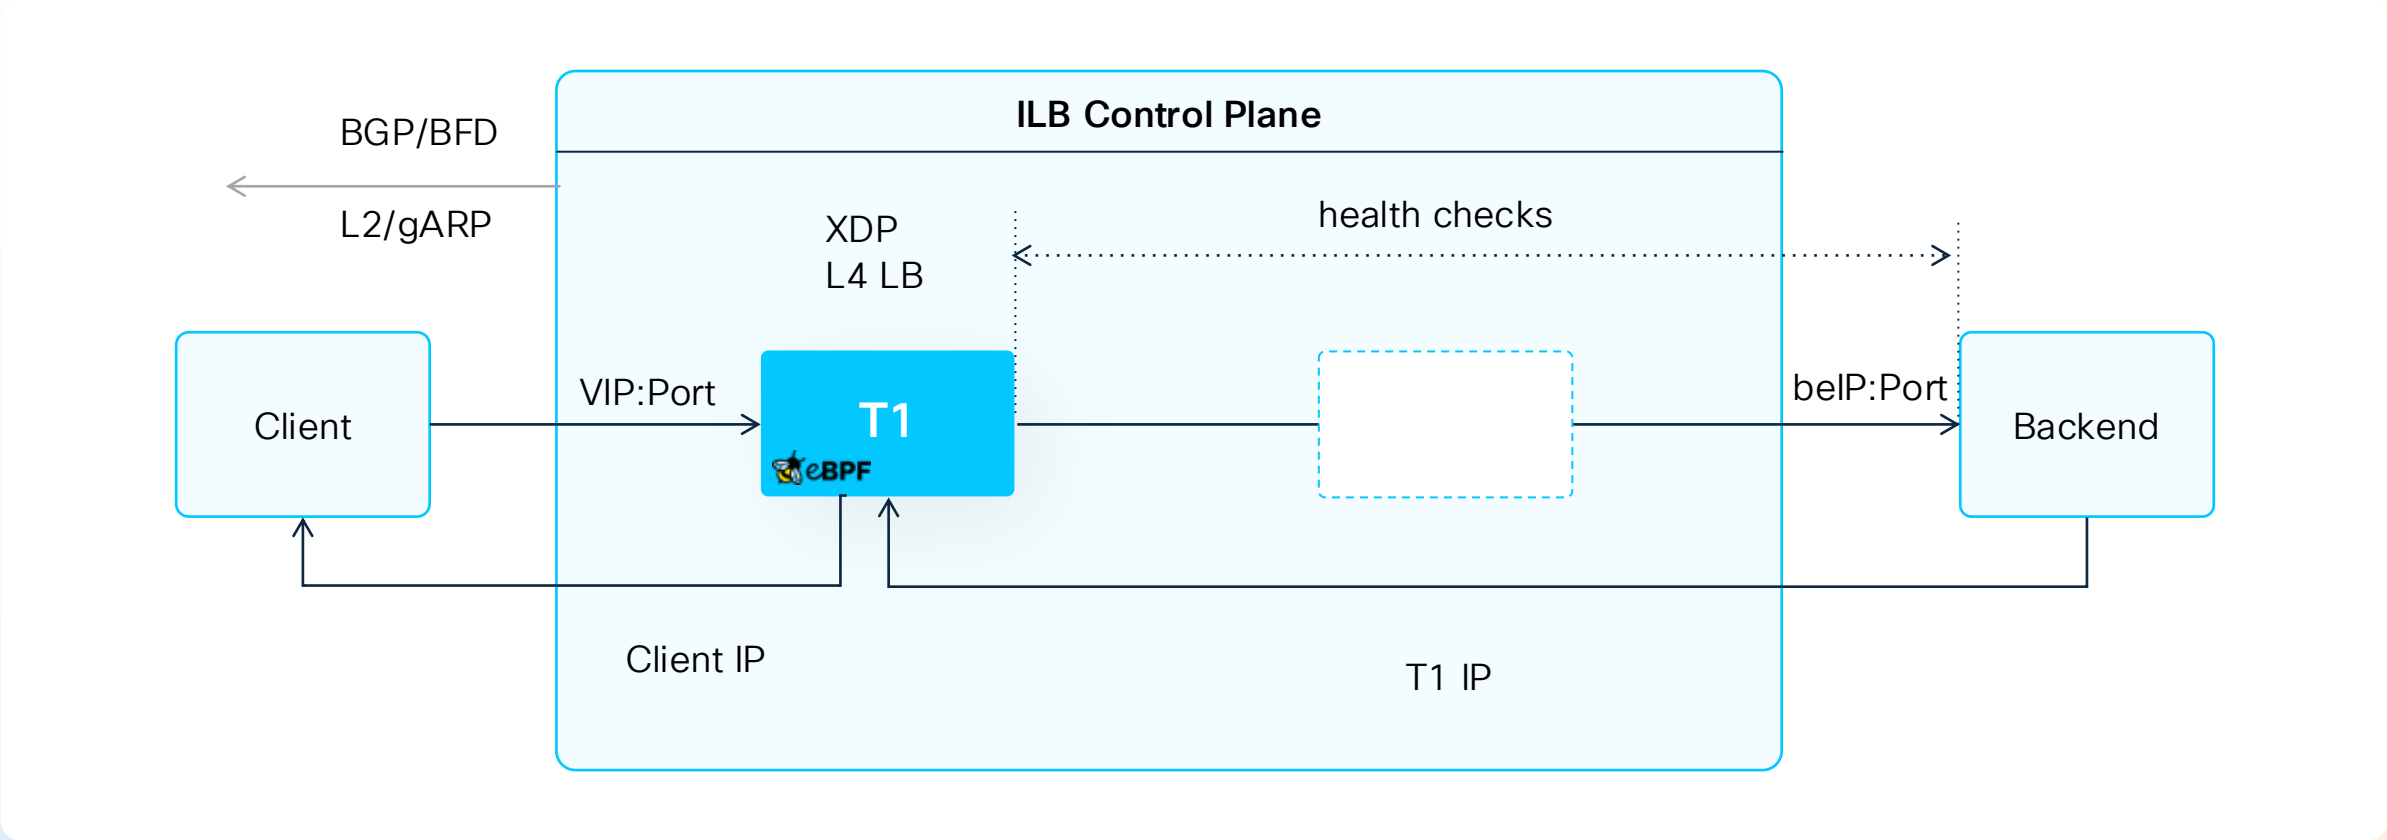 ILB Control Plane
BGP/BFD
L2/gARP
XDP
L4 LB
health checks
Client
VIP:Port
T1
eBPF
beIP:Port
Backend
Client IP
T1 IP